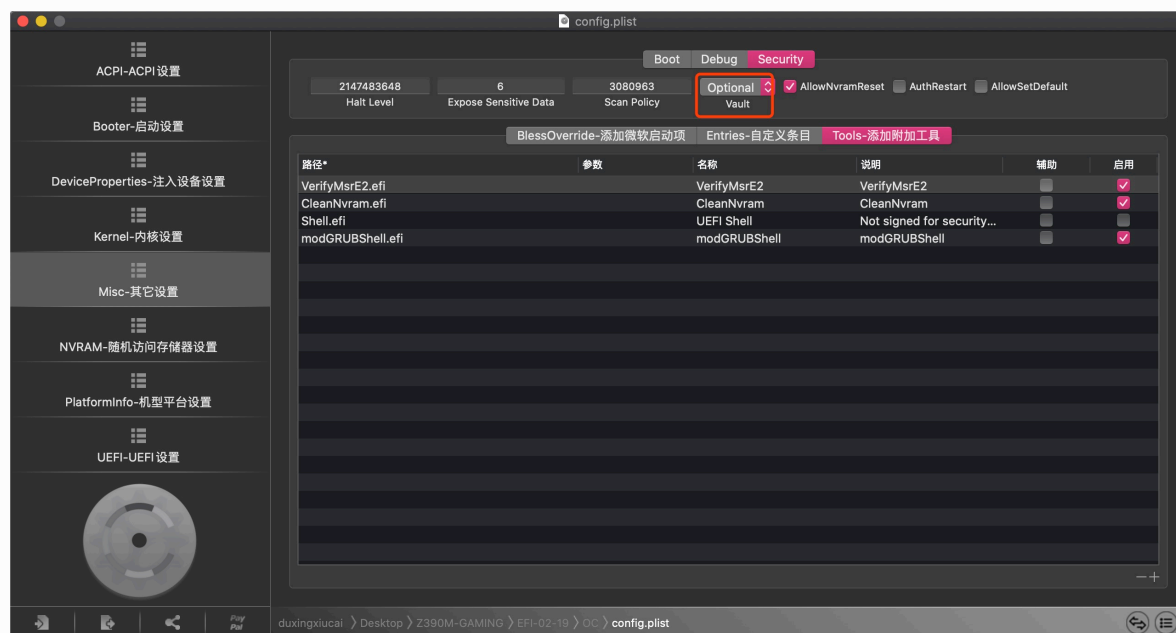 config.plist
ACPI-ACPI设置
Booter-启动设置
DeviceProperties-注入设备设置
Kernel-内核设置
Misc-其它设置
NVRAM-随机访问存储器设置
PlatformInfo-机型平台设置
UEFI-UEFI设置
Boot Debug Security
2147483648 6 3080963 Optional AllowNvramReset AuthRestart AllowSetDefault
Halt Level Expose Sensitive Data Scan Policy Vault
BlessOverride-添加微软启动项 Entries-自定义条目 Tools-添加附加工具
路径* 参数 名称 说明 辅助 启用
VerifyMsrE2.efi VerifyMsrE2 VerifyMsrE2
CleanNvram.efi CleanNvram CleanNvram
Shell.efi UEFI Shell Not signed for security...
modGRUBShell.efi modGRUBShell modGRUBShell
Pay
Pal
duxingxiucai 〉Desktop 〉Z390M-GAMING 〉EFI-02-19 〉OC 〉config.plist